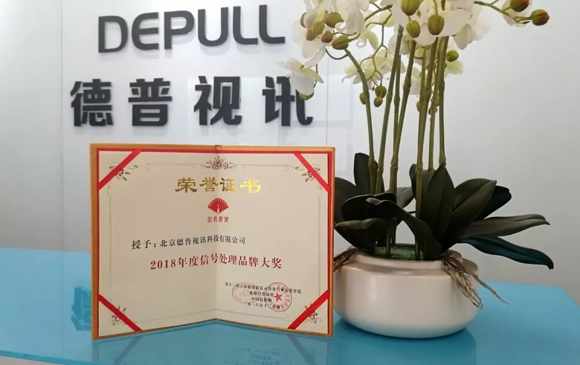 DEPULL
德普视讯
荣誉证书
授予：北京德普视讯科技有限公司
2018年度信号处理品牌大奖